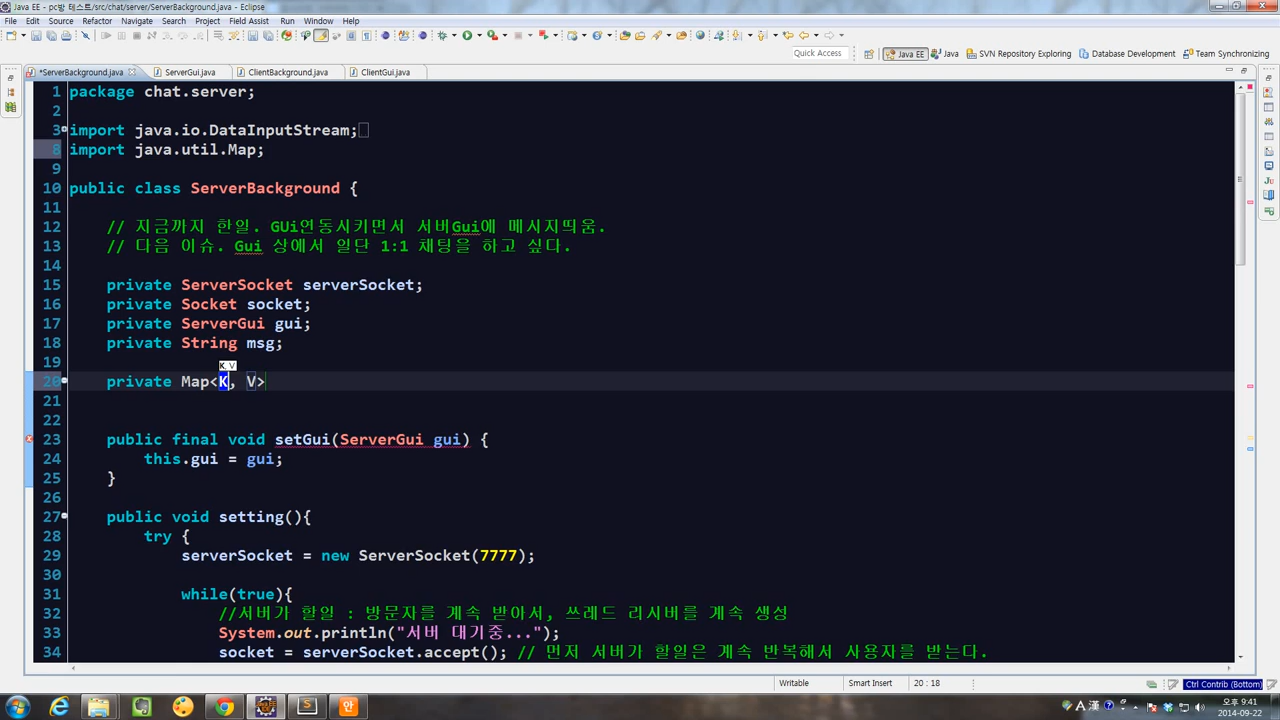 Java EE - pc방 테스트/src/chat/server/ServerBackground.java - Eclipse
File Edit Source Refactor Navigate Search Project Field Assist Run Window Help
Quick Access Java EE Java SVN Repository Exploring Database Development Team Synchronizing
*ServerBackground.java ServerGui.java ClientBackground.java ClientGui.java
1 package chat.server;
2
3 import java.io.DataInputStream;
8 import java.util.Map;
9
10 public class ServerBackground {
11
12 // 지금까지 한일. GUi연동시키면서 서버Gui에 메시지띄움.
13 // 다음 이슈. Gui 상에서 일단 1:1 채팅을 하고 싶다.
14
15 private ServerSocket serverSocket;
16 private Socket socket;
17 private ServerGui gui;
18 private String msg;
19
K, V
20 private Map<K, V>
21
22
23 public final void setGui(ServerGui gui) {
24 this.gui = gui;
25 }
26
27 public void setting(){
28 try {
29 serverSocket = new ServerSocket(7777);
30
31 while(true){
32 //서버가 할일 : 방문자를 계속 받아서, 쓰레드 리시버를 계속 생성
33 System.out.println("서버 대기중...");
34 socket = serverSocket.accept(); // 먼저 서버가 할일은 계속 반복해서 사용자를 받는다.
Writable Smart Insert 20 : 18 Ctrl Contrib (Bottom)
A 漢 오후 9:41
2014-09-22